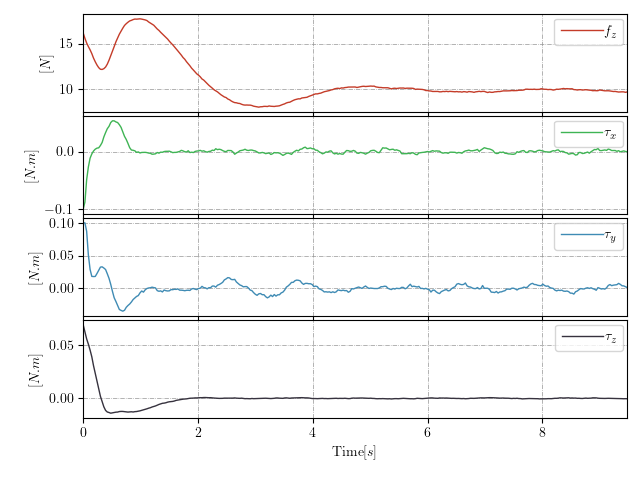 15
10
[N]
f_z
0.0
−0.1
[N.m]
τ_x
0.10
0.05
0.00
[N.m]
τ_y
0.05
0.00
[N.m]
τ_z
0 2 4 6 8
Time[s]